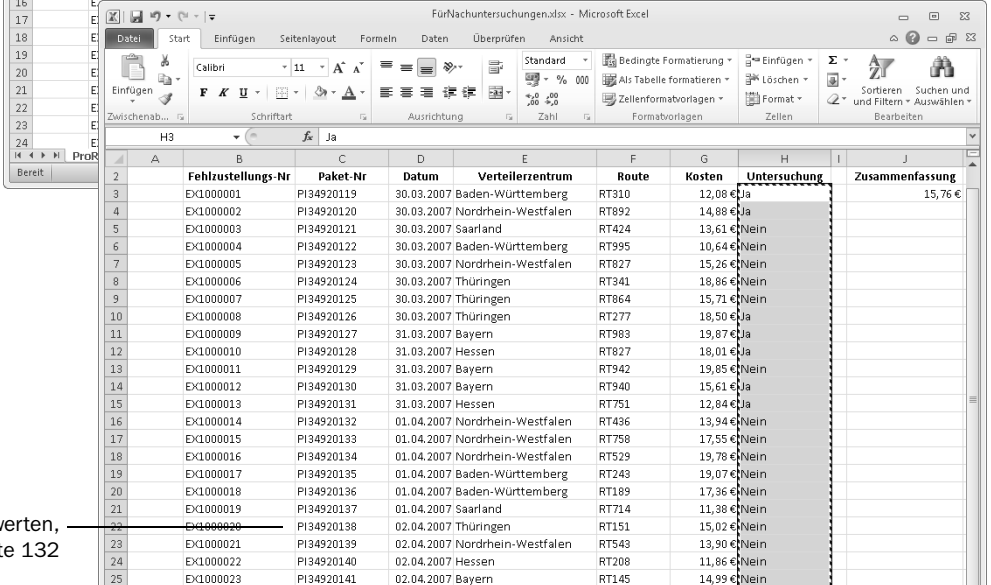 16
17
18
19
20
21
22
23
24
ProR
Bereit
FürNachuntersuchungen.xlsx - Microsoft Excel
Datei Start Einfügen Seitenlayout Formeln Daten Überprüfen Ansicht
Einfügen
Zwischenab...
Calibri 11
F K U
Schriftart
Ausrichtung
Standard
% 000
Zahl
Bedingte Formatierung
Als Tabelle formatieren
Zellenformatvorlagen
Formatvorlagen
Einfügen
Löschen
Format
Zellen
Sortieren und Filtern
Suchen und Auswählen
Bearbeiten
H3 fx Ja
A B C D E F G H I J
2 Fehlzustellungs-Nr Paket-Nr Datum Verteilerzentrum Route Kosten Untersuchung Zusammenfassung
3 EX1000001 PI34920119 30.03.2007 Baden-Württemberg RT310 12,08 € Ja 15,76 €
4 EX1000002 PI34920120 30.03.2007 Nordrhein-Westfalen RT892 14,88 € Ja
5 EX1000003 PI34920121 30.03.2007 Saarland RT424 13,61 € Nein
6 EX1000004 PI34920122 30.03.2007 Baden-Württemberg RT995 10,64 € Nein
7 EX1000005 PI34920123 30.03.2007 Nordrhein-Westfalen RT827 15,26 € Nein
8 EX1000006 PI34920124 30.03.2007 Thüringen RT341 18,86 € Nein
9 EX1000007 PI34920125 30.03.2007 Thüringen RT864 15,71 € Nein
10 EX1000008 PI34920126 30.03.2007 Thüringen RT277 18,50 € Ja
11 EX1000009 PI34920127 31.03.2007 Bayern RT983 19,87 € Ja
12 EX1000010 PI34920128 31.03.2007 Hessen RT827 18,01 € Ja
13 EX1000011 PI34920129 31.03.2007 Bayern RT942 19,85 € Nein
14 EX1000012 PI34920130 31.03.2007 Bayern RT940 15,61 € Ja
15 EX1000013 PI34920131 31.03.2007 Hessen RT751 12,84 € Ja
16 EX1000014 PI34920132 01.04.2007 Nordrhein-Westfalen RT436 13,94 € Nein
17 EX1000015 PI34920133 01.04.2007 Nordrhein-Westfalen RT758 17,55 € Nein
18 EX1000016 PI34920134 01.04.2007 Nordrhein-Westfalen RT529 19,78 € Nein
19 EX1000017 PI34920135 01.04.2007 Baden-Württemberg RT243 19,07 € Nein
20 EX1000018 PI34920136 01.04.2007 Baden-Württemberg RT189 17,36 € Nein
21 EX1000019 PI34920137 01.04.2007 Saarland RT714 11,38 € Nein
werten,
22 EX1000020 PI34920138 02.04.2007 Thüringen RT151 15,02 € Nein
te 132
23 EX1000021 PI34920139 02.04.2007 Nordrhein-Westfalen RT543 13,90 € Nein
24 EX1000022 PI34920140 02.04.2007 Hessen RT208 11,86 € Nein
25 EX1000023 PI34920141 02.04.2007 Bayern RT145 14,99 € Nein